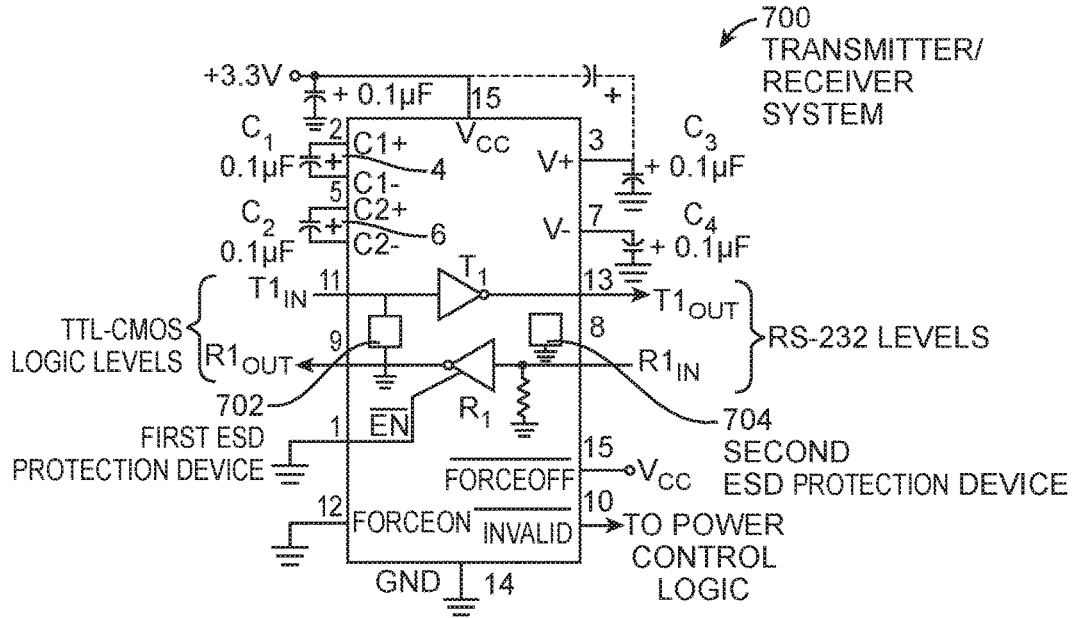 700
TRANSMITTER/
RECEIVER
SYSTEM
+3.3V
+ 0.1µF
15
+
2
C1+
VCC
3
C1
0.1µF
+
4
V+
C3
+ 0.1µF
C1-
5
C2+
C2
0.1µF
+
6
C2-
7
V-
C4
+ 0.1µF
T1
11
13
T1IN
T1OUT
TTL-CMOS
LOGIC LEVELS
9
8
RS-232 LEVELS
R1OUT
R1IN
702
FIRST ESD
PROTECTION DEVICE
1
EN
R1
704
SECOND
ESD PROTECTION DEVICE
15
FORCEOFF
VCC
12
FORCEON
INVALID
10
TO POWER
CONTROL
LOGIC
GND
14